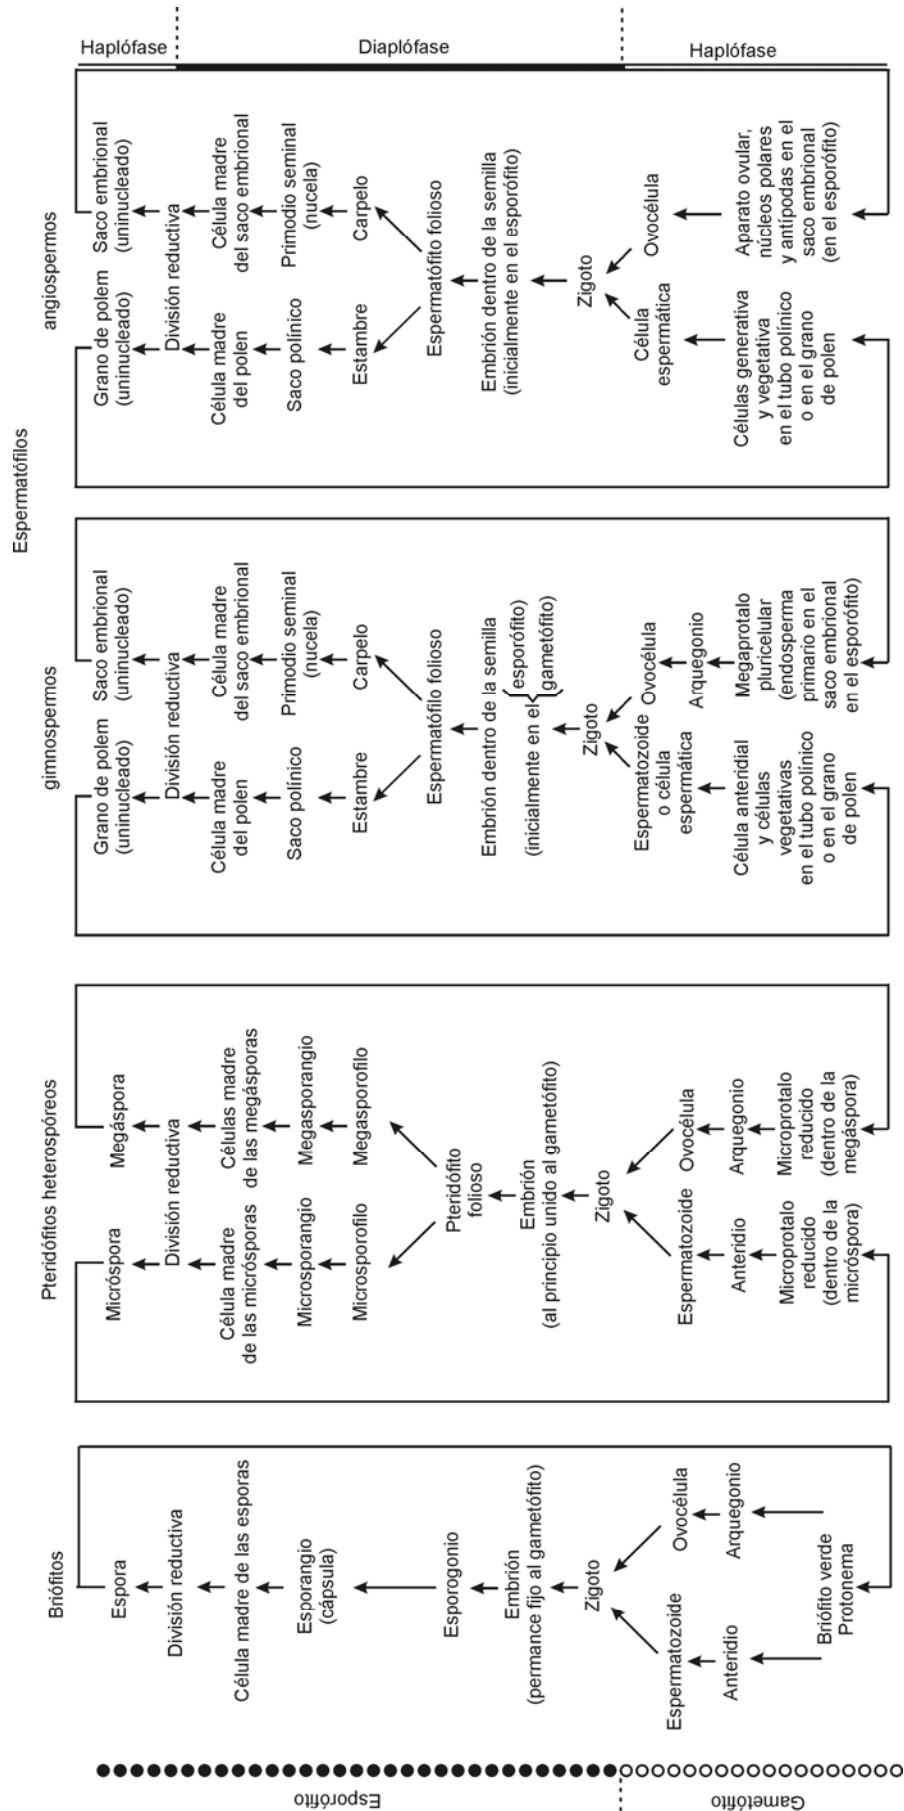 Espermatófilos
Briófitos
Espora
División reductiva
Célula madre de las esporas
Esporangio
(cápsula)
Esporogonio
Embrión
(permance fijo al gametófito)
Zigoto
Espermatozoide
Ovocélula
Anteridio
Arquegonio
Briófito verde
Protonema
Pteridófitos heterospóreos
Micróspora
Megáspora
División reductiva
Célula madre
de las micrósporas
Células madre
de las megásporas
Microsporangio
Megasporangio
Microsporofilo
Megasporofilo
Pteridófito
folioso
Embrión
(al principio unido al gametófito)
Zigoto
Espermatozoide
Ovocélula
Anteridio
Arquegonio
Microprotalo
reducido
(dentro de la
micróspora)
Microprotalo
reducido
(dentro de la
megáspora)
gimnospermos
Grano de polem
(uninucleado)
Saco embrional
(uninucleado)
División reductiva
Célula madre
del polen
Célula madre
del saco embrional
Saco polínico
Primodio seminal
(nucela)
Estambre
Carpelo
Espermatófilo folioso
Embrión dentro de la semilla
(inicialmente en el
esporófito)
gametófito)
Zigoto
Espermatozoide
o célula
espermática
Ovocélula
Arquegonio
Célula anteridial
y células
vegetativas
en el tubo polínico
o en el grano
de polen
Megaprotalo
pluricelular
(endosperma
primario en el
saco embrional
en el esporófito)
angiospermos
Grano de polem
(uninucleado)
Saco embrional
(uninucleado)
División reductiva
Célula madre
del polen
Célula madre
del saco embrional
Saco polínico
Primodio seminal
(nucela)
Estambre
Carpelo
Espermatófito folioso
Embrión dentro de la semilla
(inicialmente en el esporófito)
Zigoto
Célula
espermática
Ovocélula
Células generativa
y vegetativa
en el tubo polínico
o en el grano
de polen
Aparato ovular,
núcleos polares
y antípodas en el
saco embrional
(en el esporófito)
Haplófase
Diaplófase
Haplófase
Esporófito
Gametófito